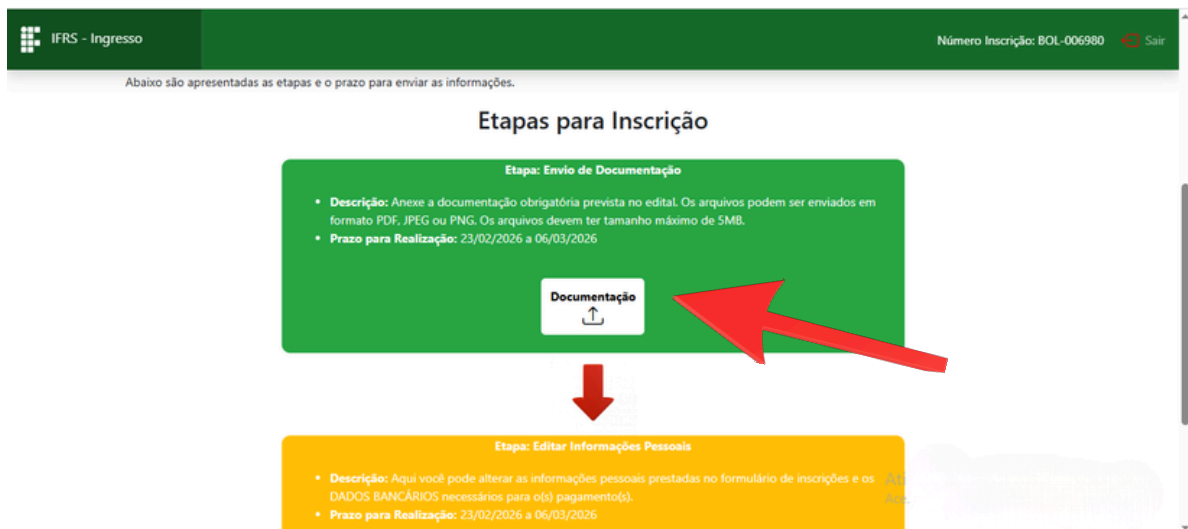 IFRS - Ingresso
Número Inscrição: BOL-006980
Sair
Abaixo são apresentadas as etapas e o prazo para enviar as informações.
Etapas para Inscrição
Etapa: Envio de Documentação
• Descrição: Anexe a documentação obrigatória prevista no edital. Os arquivos podem ser enviados em
formato PDF, JPEG ou PNG. Os arquivos devem ter tamanho máximo de 5MB.
• Prazo para Realização: 23/02/2026 a 06/03/2026
Documentação
Etapa: Editar Informações Pessoais
• Descrição: Aqui você pode alterar as informações pessoais prestadas no formulário de inscrições e os
DADOS BANCÁRIOS necessários para o(s) pagamento(s).
• Prazo para Realização: 23/02/2026 a 06/03/2026